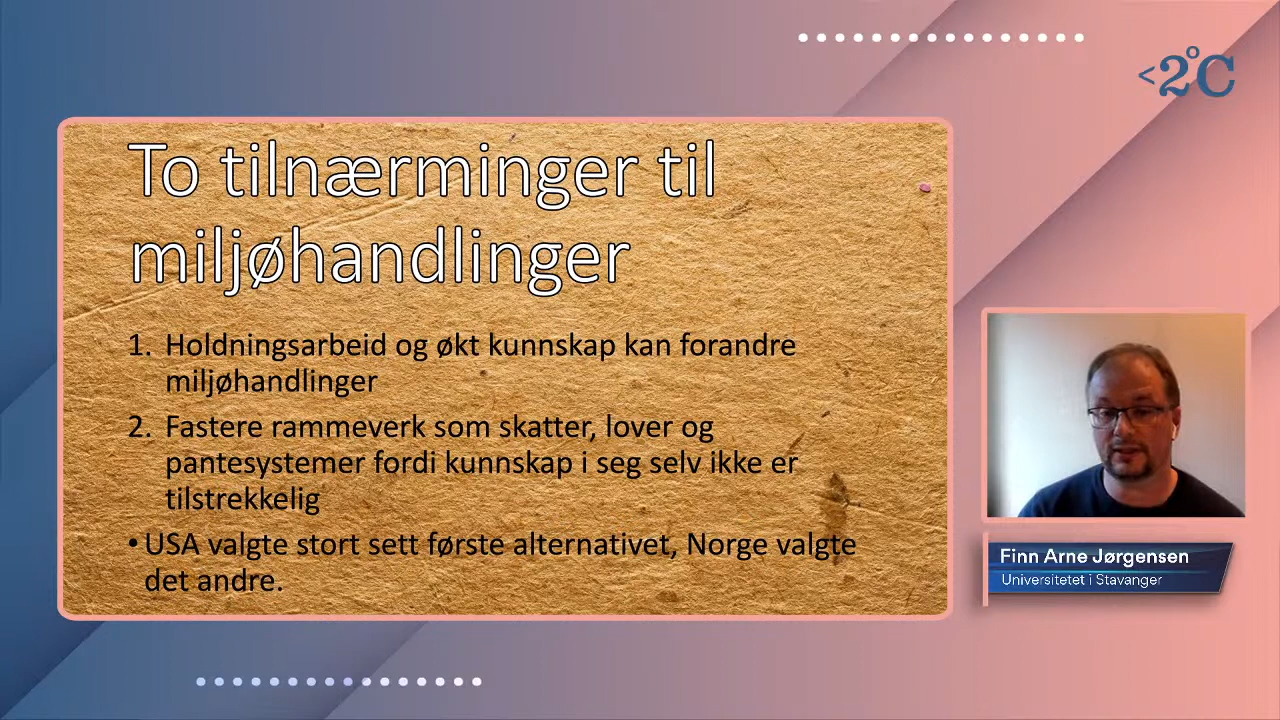 <2°C
To tilnærminger til
miljøhandlinger
1. Holdningsarbeid og økt kunnskap kan forandre
miljøhandlinger
2. Fastere rammeverk som skatter, lover og
pantesystemer fordi kunnskap i seg selv ikke er
tilstrekkelig
• USA valgte stort sett første alternativet, Norge valgte
det andre.
Finn Arne Jørgensen
Universitetet i Stavanger